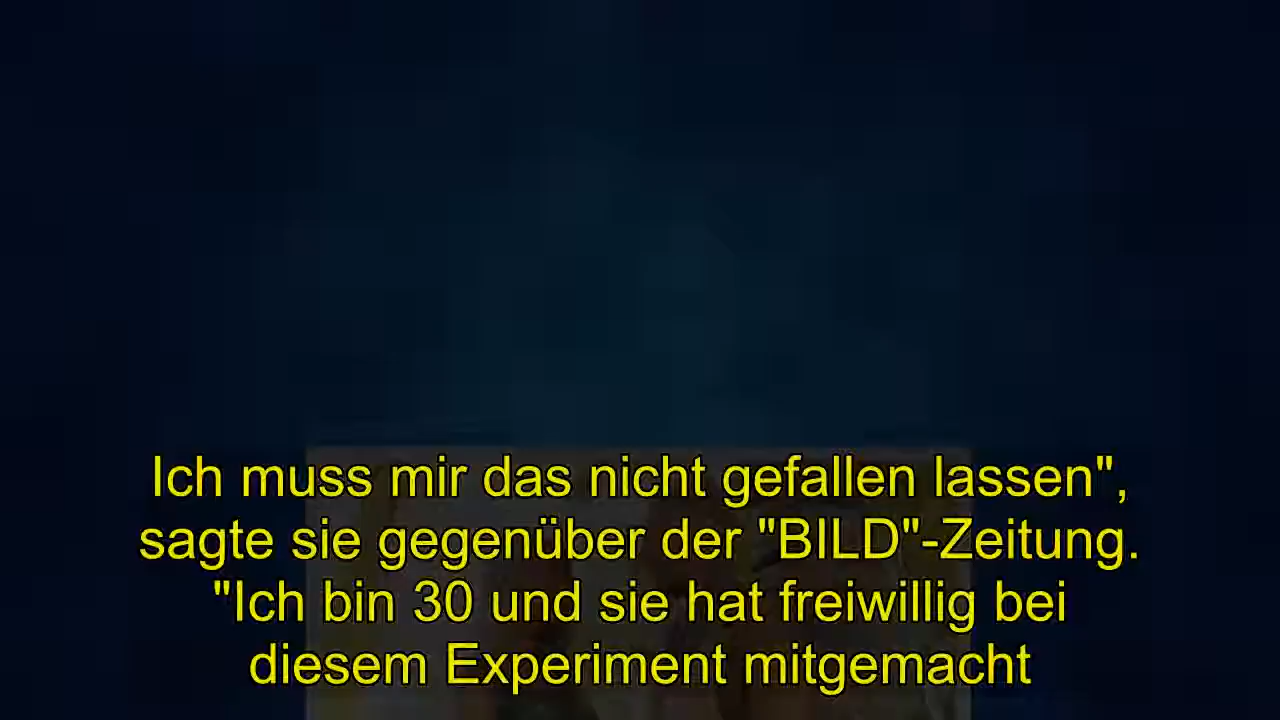 Ich muss mir das nicht gefallen lassen",
sagte sie gegenüber der "BILD"-Zeitung.
"Ich bin 30 und sie hat freiwillig bei
diesem Experiment mitgemacht